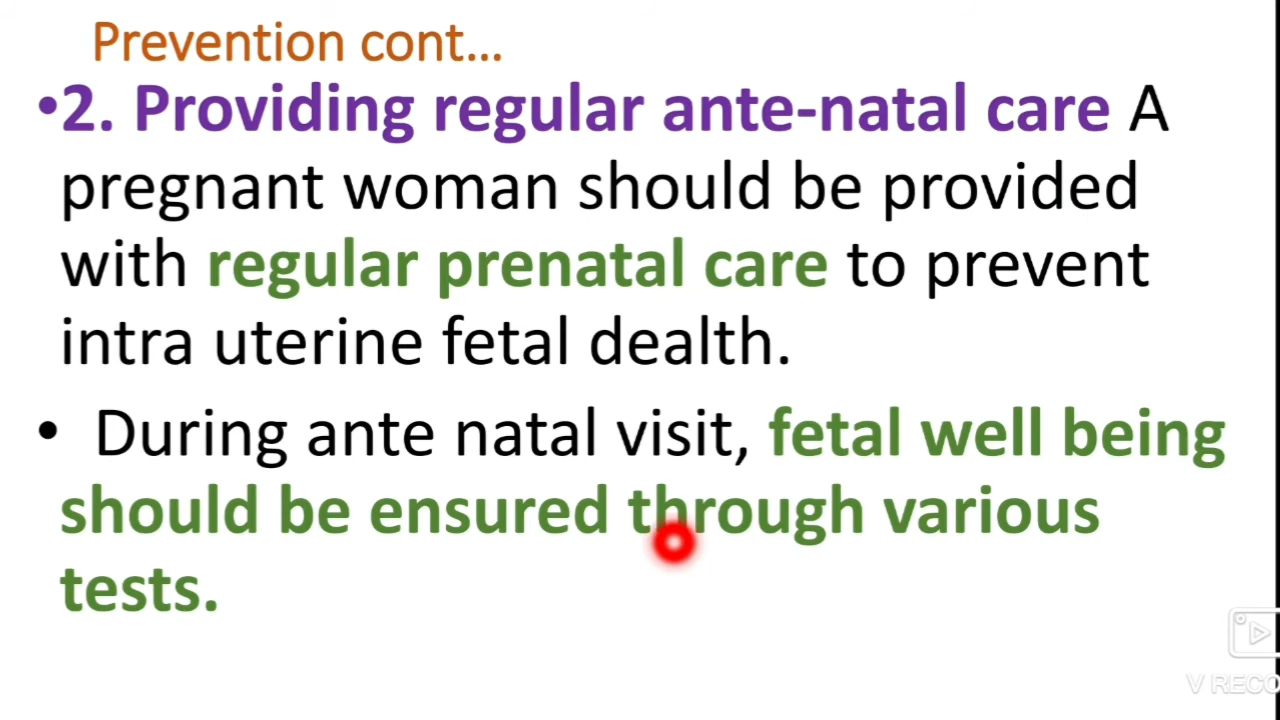 Prevention cont...
•2. Providing regular ante-natal care A
pregnant woman should be provided
with regular prenatal care to prevent
intra uterine fetal dealth.
• During ante natal visit, fetal well being
should be ensured through various
tests.
V RECO